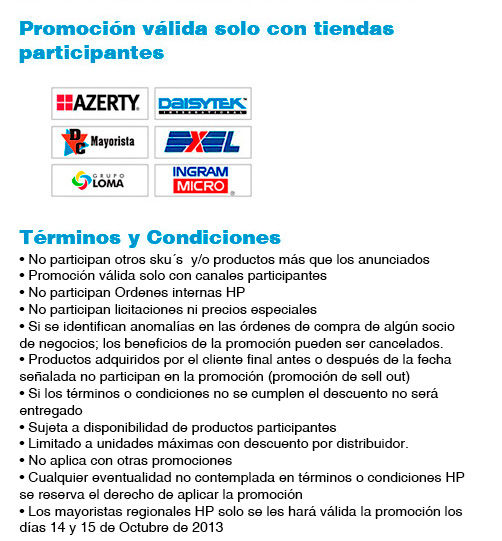 Promoción válida solo con tiendas
participantes
AZERTY. DAISYTEK
INTERNATIONAL
DC Mayorista EXEL
GRUPO LOMA INGRAM
MICRO ®
Términos y Condiciones
• No participan otros sku´s  y/o productos más que los anunciados
• Promoción válida solo con canales participantes
• No participan Ordenes internas HP
• No participan licitaciones ni precios especiales
• Si se identifican anomalías en las órdenes de compra de algún socio
de negocios; los beneficios de la promoción pueden ser cancelados.
• Productos adquiridos por el cliente final antes o después de la fecha
señalada no participan en la promoción (promoción de sell out)
• Si los términos o condiciones no se cumplen el descuento no será
entregado
• Sujeta a disponibilidad de productos participantes
• Limitado a unidades máximas con descuento por distribuidor.
• No aplica con otras promociones
• Cualquier eventualidad no contemplada en términos o condiciones HP
se reserva el derecho de aplicar la promoción
• Los mayoristas regionales HP solo se les hará válida la promoción los
días 14 y 15 de Octubre de 2013